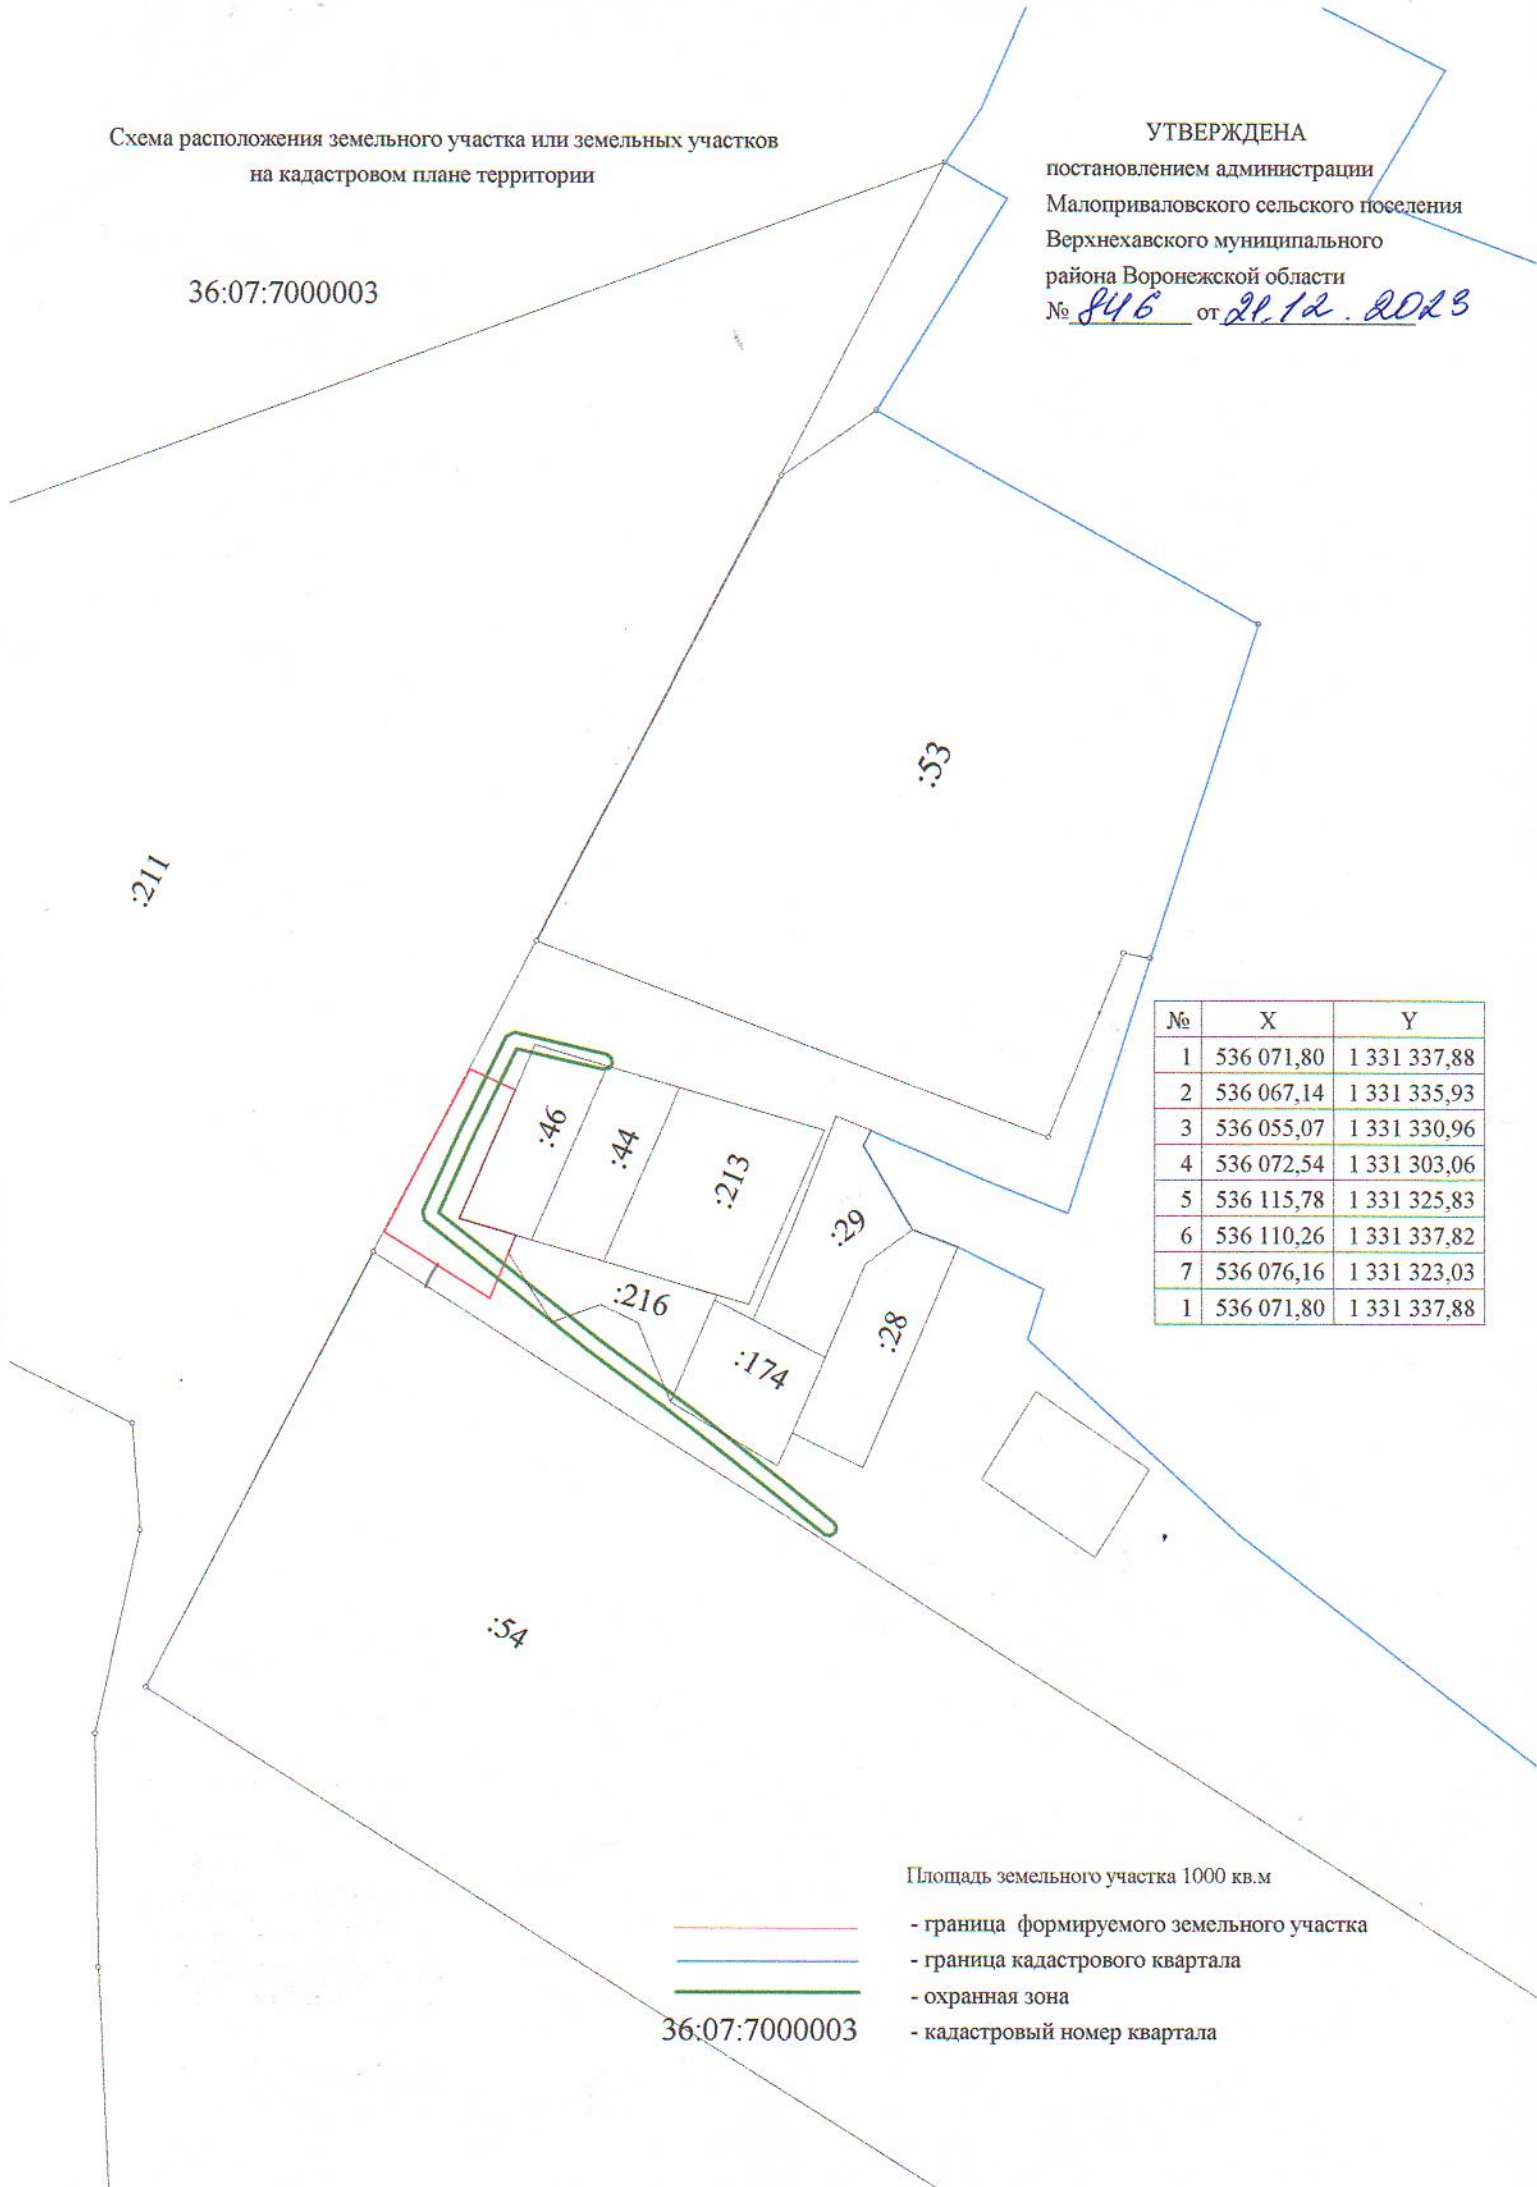 Схема расположения земельного участка или земельных участков
на кадастровом плане территории
36:07:7000003
УТВЕРЖДЕНА
постановлением администрации
Малоприваловского сельского поселения
Верхнехавского муниципального
района Воронежской области
№ 846 от 21.12.2023
:53
:211
№ X Y
1 536 071,80 1 331 337,88
2 536 067,14 1 331 335,93
3 536 055,07 1 331 330,96
4 536 072,54 1 331 303,06
5 536 115,78 1 331 325,83
6 536 110,26 1 331 337,82
7 536 076,16 1 331 323,03
1 536 071,80 1 331 337,88
:46
:44
:213
:29
:216
:28
:174
:54
Площадь земельного участка 1000 кв.м
- граница формируемого земельного участка
- граница кадастрового квартала
- охранная зона
36:07:7000003 - кадастровый номер квартала